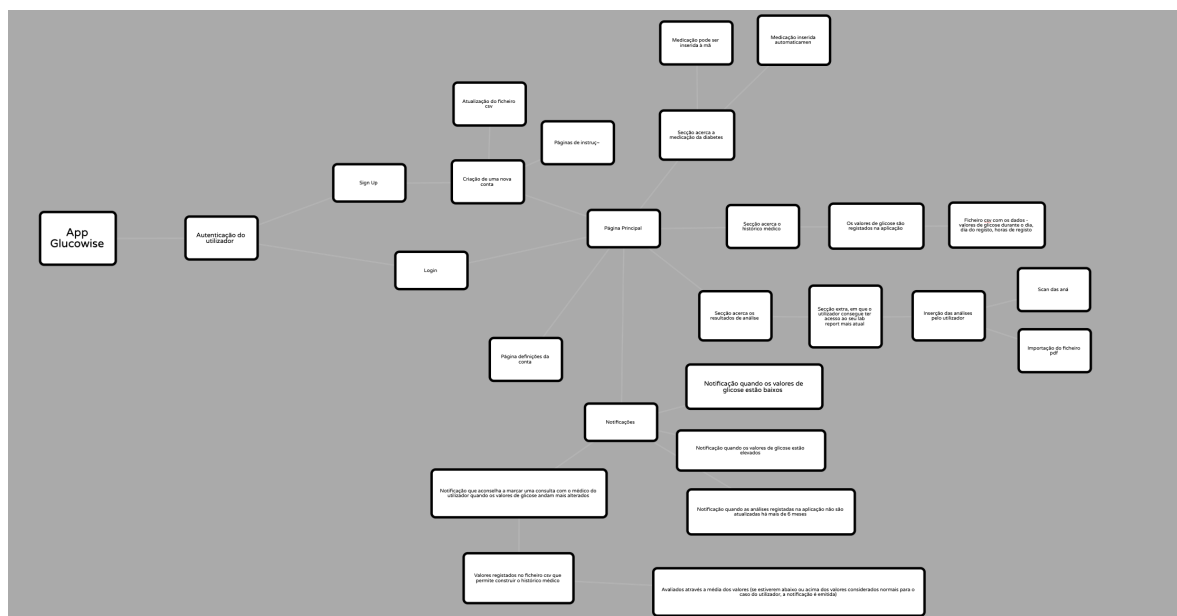 App
Glucowise
Autenticação do
utilizador
Sign Up
Login
Atualização do ficheiro
csv
Criação de uma nova
conta
Páginas de instruç~
Página Principal
Página definições da
conta
Medicação pode ser
inserida à mã
Medicação inserida
automaticamen
Secção acerca a
medicação da diabetes
Secção acerca o
histórico médico
Os valores de glicose são
registados na aplicação
Ficheiro csv com os dados -
valores de glicose durante o dia,
dia do registo, horas de registo
Secção acerca os
resultados de análise
Secção extra, em que o
utilizador consegue ter
acesso ao seu lab
report mais atual
Inserção das análises
pelo utilizador
Scan das aná
Importação do ficheiro
pdf
Notificações
Notificação quando os valores de
glicose estão baixos
Notificação quando os valores de glicose estão
elevados
Notificação quando as análises registadas na aplicação não são
atualizadas há mais de 6 meses
Notificação que aconselha a marcar uma consulta com o médico do
utilizador quando os valores de glicose andam mais alterados
Valores registados no ficheiro csv que
permite construir o histórico médico
Avaliados através a média dos valores (se estiverem abaixo ou acima dos valores considerados normais para o
caso do utilizador, a notificação é emitida)